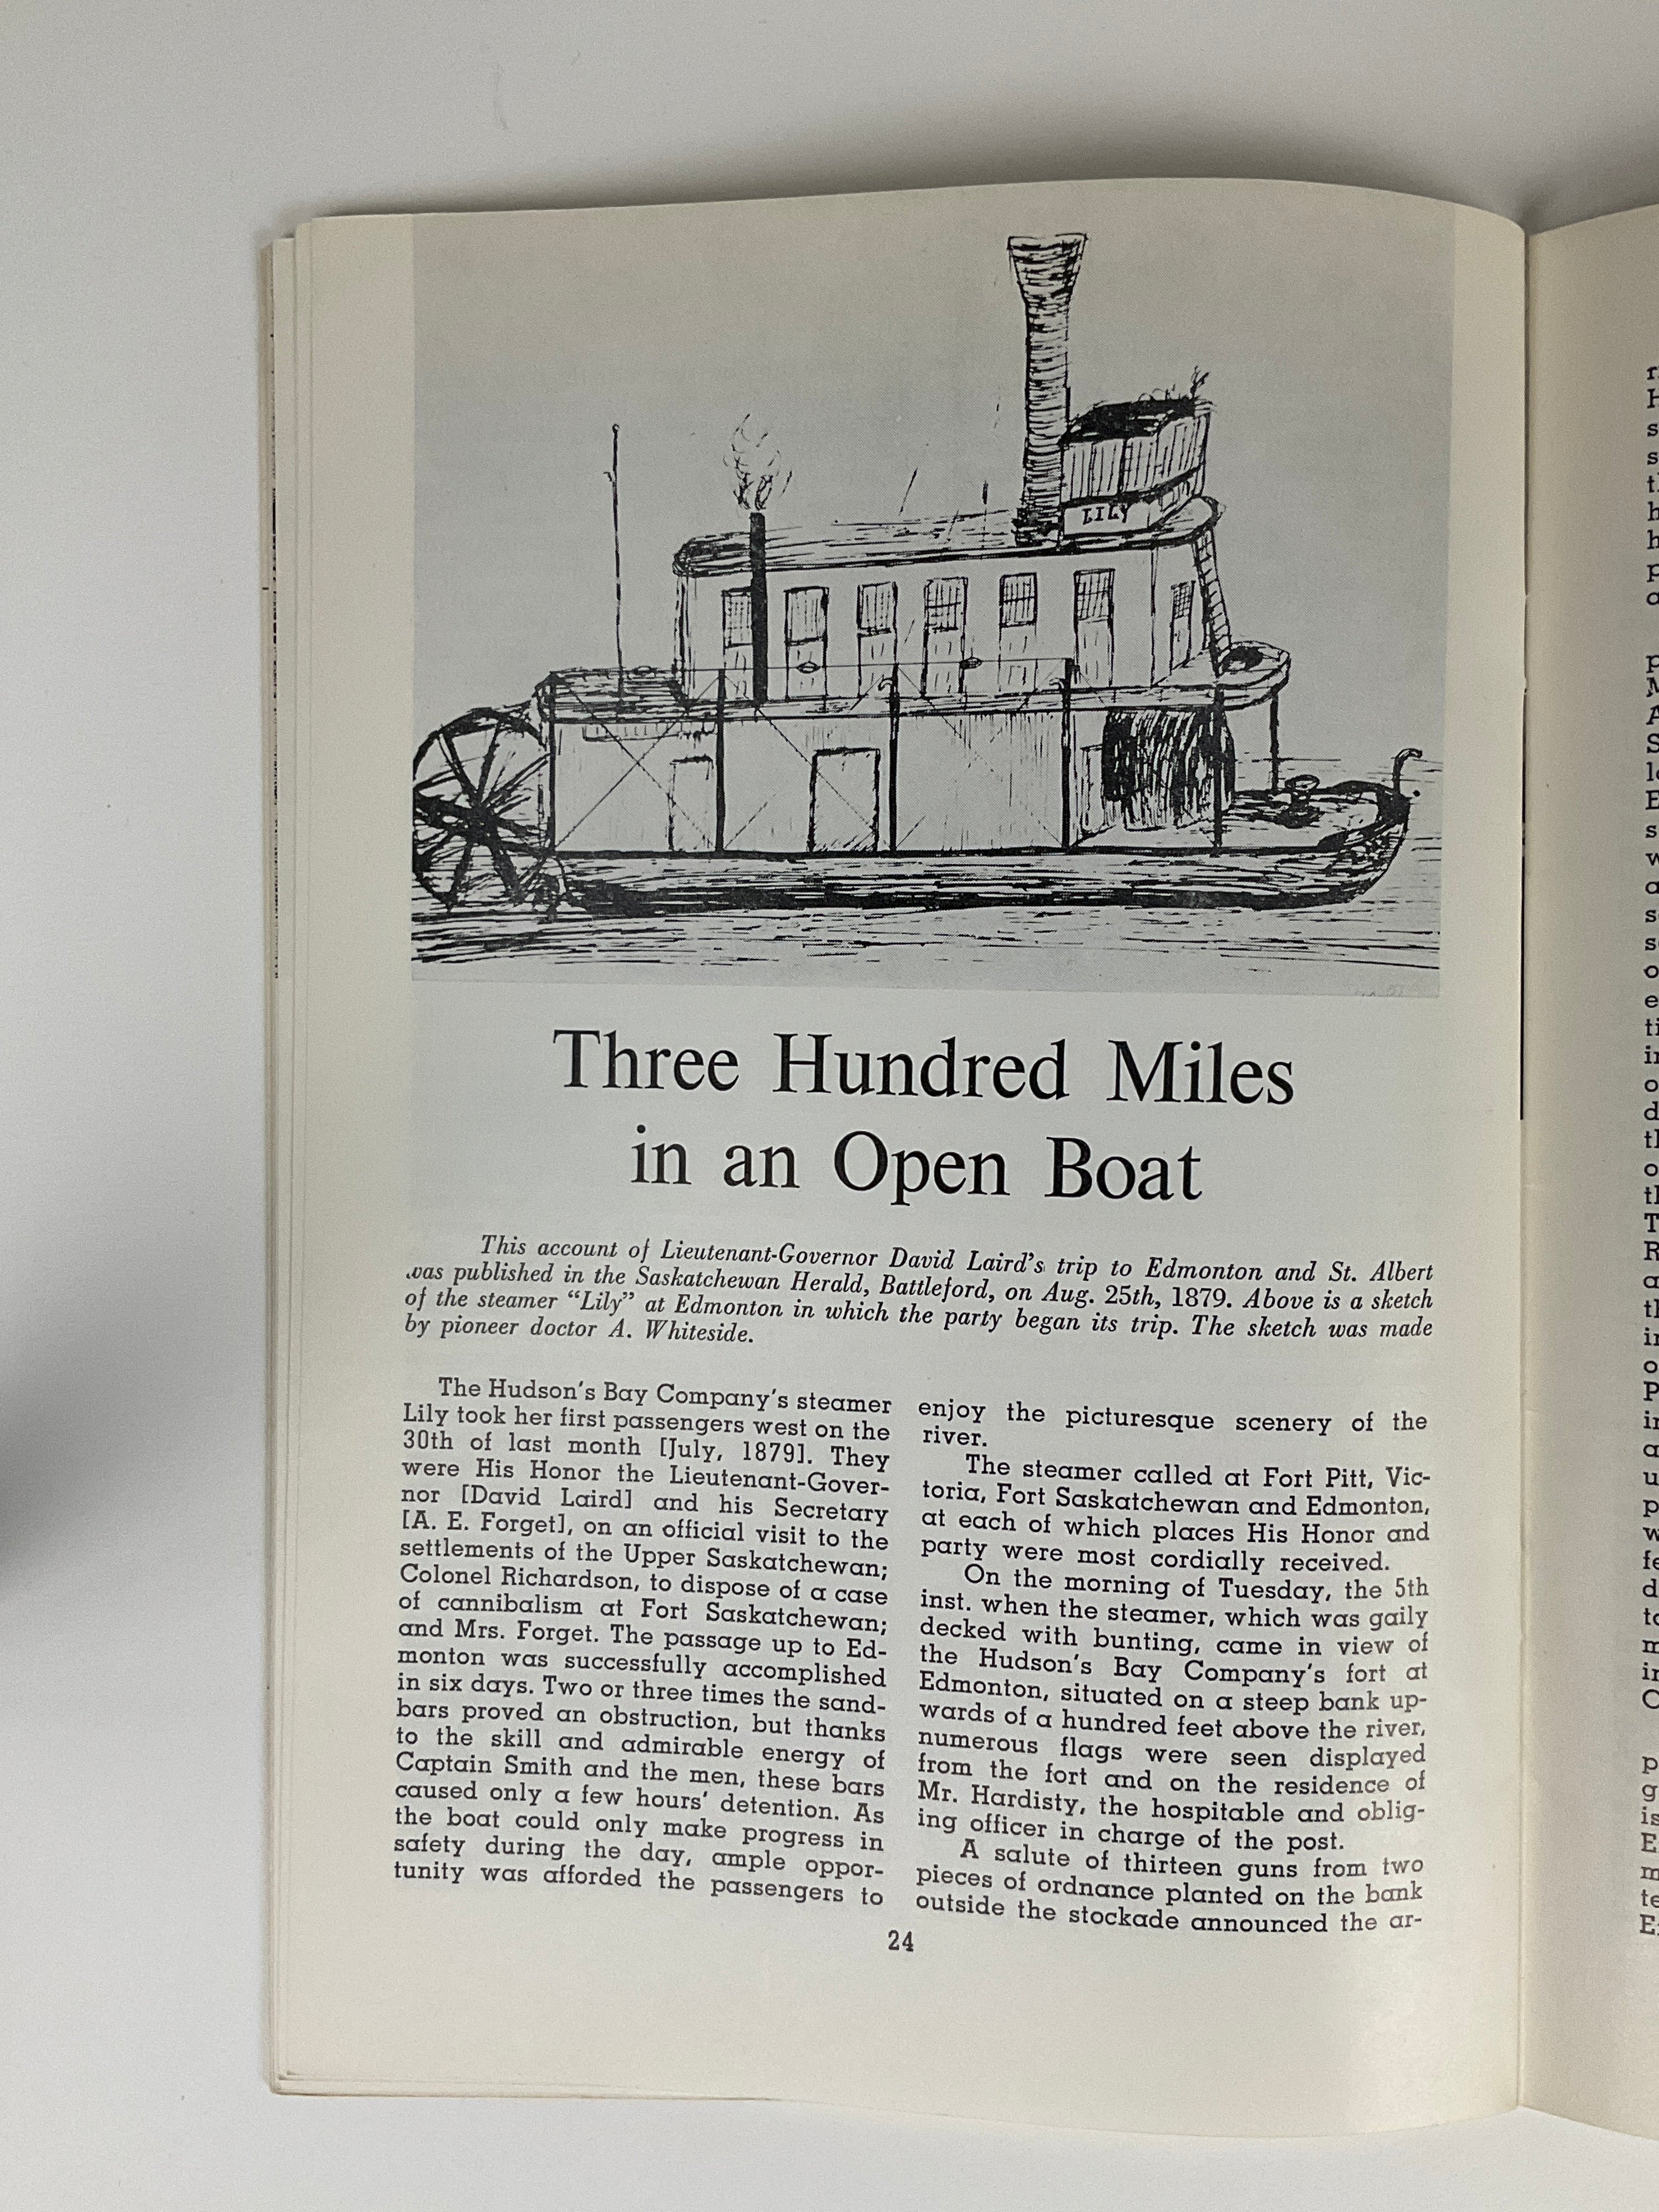 LILY
Three Hundred Miles
in an Open Boat
This account of Lieutenant-Governor David Laird's trip to Edmonton and St. Albert
was published in the Saskatchewan Herald, Battleford, on Aug. 25th, 1879. Above is a sketch
of the steamer "Lily" at Edmonton in which the party began its trip. The sketch was made
by pioneer doctor A. Whiteside.
The Hudson's Bay Company's steamer
Lily took her first passengers west on the
30th of last month [July, 1879]. They
were His Honor the Lieutenant-Gover-
nor [David Laird] and his Secretary
[A. E. Forget], on an official visit to the
settlements of the Upper Saskatchewan;
Colonel Richardson, to dispose of a case
of cannibalism at Fort Saskatchewan;
and Mrs. Forget. The passage up to Ed-
monton was successfully accomplished
in six days. Two or three times the sand-
bars proved an obstruction, but thanks
to the skill and admirable energy of
Captain Smith and the men, these bars
caused only a few hours' detention. As
the boat could only make progress in
safety during the day, ample oppor-
tunity was afforded the passengers to
enjoy the picturesque scenery of the
river.
The steamer called at Fort Pitt, Vic-
toria, Fort Saskatchewan and Edmonton,
at each of which places His Honor and
party were most cordially received.
On the morning of Tuesday, the 5th
inst. when the steamer, which was gaily
decked with bunting, came in view of
the Hudson's Bay Company's fort at
Edmonton, situated on a steep bank up-
wards of a hundred feet above the river,
numerous flags were seen displayed
from the fort and on the residence of
Mr. Hardisty, the hospitable and oblig-
ing officer in charge of the post.
A salute of thirteen guns from two
pieces of ordnance planted on the bank
outside the stockade announced the ar-
24